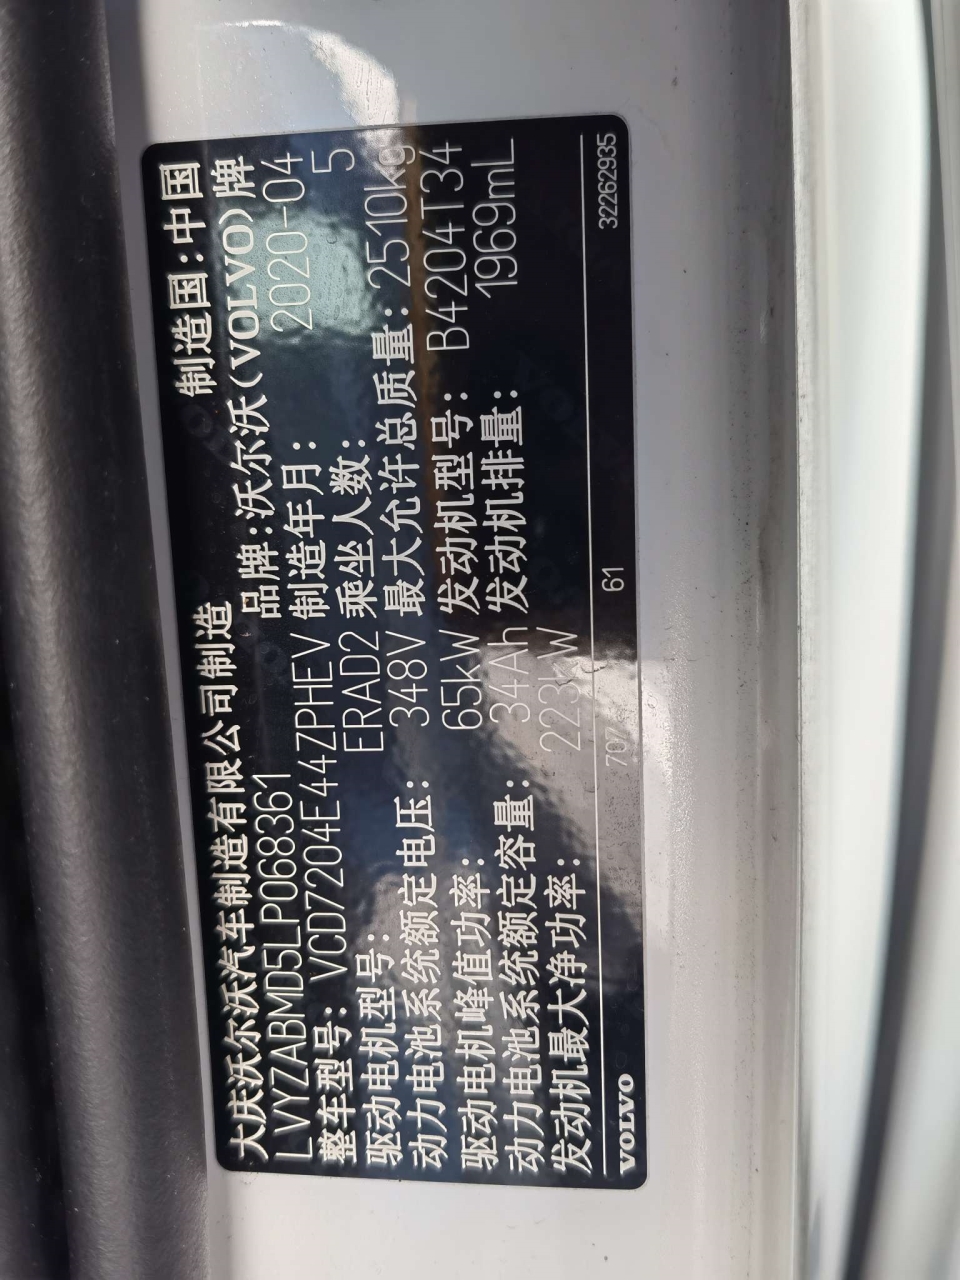 大庆沃尔沃汽车制造有限公司制造 制造国:中国
LVYZABMD5LP068361 品牌:沃尔沃(VOLVO)牌
整车型号: VCD7204E44ZPHEV 制造年月: 2020-04
驱动电机型号: ERAD2 乘坐人数: 5
动力电池系统额定电压: 348V 最大允许总质量: 2510kg
驱动电机峰值功率: 65kW 发动机型号: B4204T34
动力电池系统额定容量: 34Ah 发动机排量: 1969mL
发动机最大净功率: 223kW
VOLVO 707 61 32262935